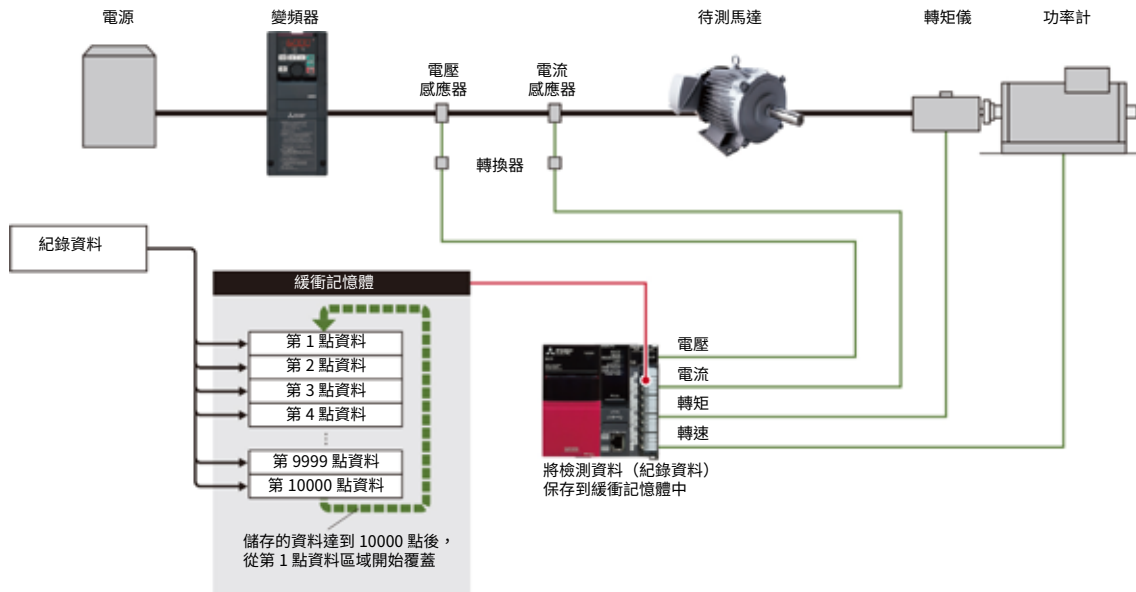 電源
變頻器
待測馬達
轉矩儀
功率計
電壓
感應器
電流
感應器
轉換器
紀錄資料
緩衝記憶體
第 1 點資料
第 2 點資料
第 3 點資料
第 4 點資料
第 9999 點資料
第 10000 點資料
儲存的資料達到 10000 點後，
從第 1 點資料區域開始覆蓋
電壓
電流
轉矩
轉速
將檢測資料（紀錄資料）
保存到緩衝記憶體中